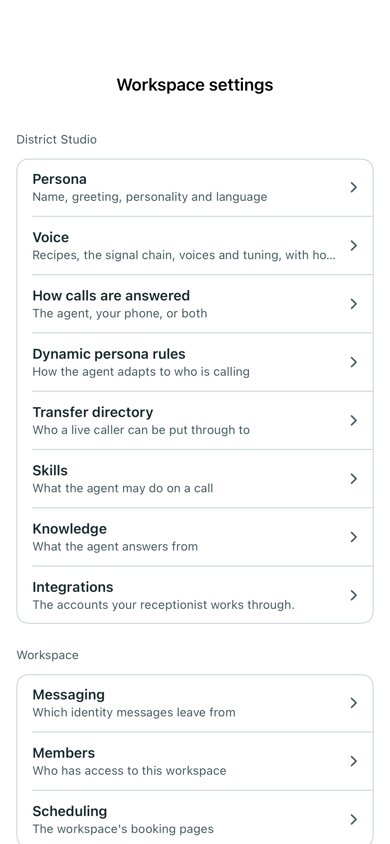 Workspace settings
District Studio
Persona
Name, greeting, personality and language
Voice
Recipes, the signal chain, voices and tuning, with ho...
How calls are answered
The agent, your phone, or both
Dynamic persona rules
How the agent adapts to who is calling
Transfer directory
Who a live caller can be put through to
Skills
What the agent may do on a call
Knowledge
What the agent answers from
Integrations
The accounts your receptionist works through.
Workspace
Messaging
Which identity messages leave from
Members
Who has access to this workspace
Scheduling
The workspace's booking pages